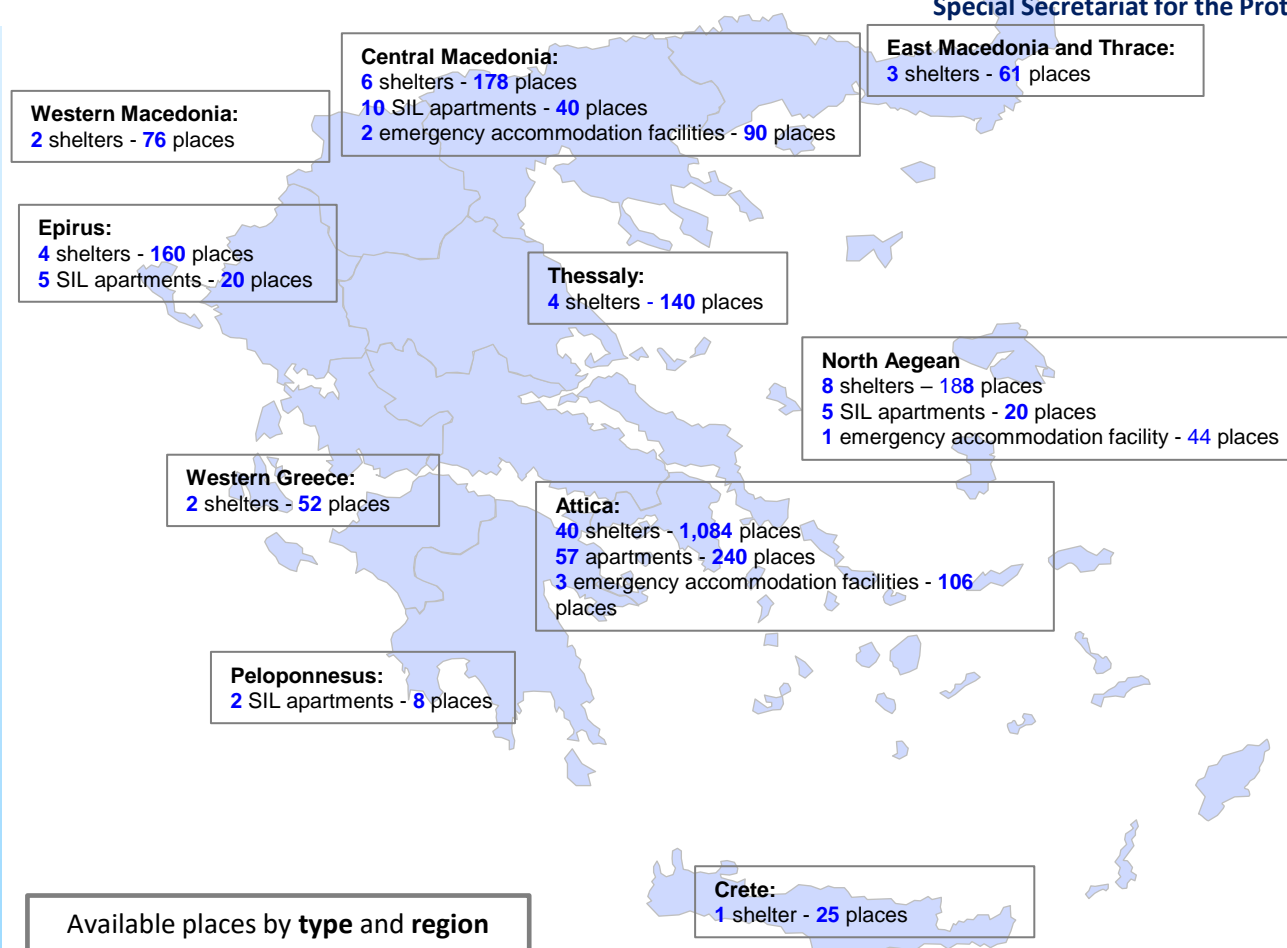 Special Secretariat for the Prot
Central Macedonia:
6 shelters - 178 places
10 SIL apartments - 40 places
2 emergency accommodation facilities - 90 places
East Macedonia and Thrace:
3 shelters - 61 places
Western Macedonia:
2 shelters - 76 places
Epirus:
4 shelters - 160 places
5 SIL apartments - 20 places
Thessaly:
4 shelters - 140 places
North Aegean
8 shelters – 188 places
5 SIL apartments - 20 places
1 emergency accommodation facility - 44 places
Western Greece:
2 shelters - 52 places
Attica:
40 shelters - 1,084 places
57 apartments - 240 places
3 emergency accommodation facilities - 106
places
Peloponnesus:
2 SIL apartments - 8 places
Crete:
1 shelter - 25 places
Available places by type and region